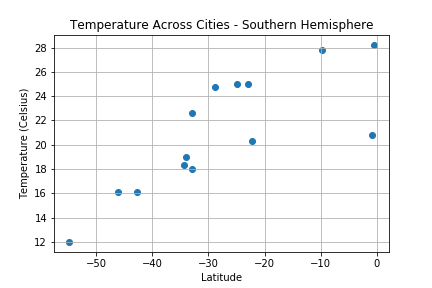 Temperature Across Cities - Southern Hemisphere
28
26
24
22
20
18
16
14
12
Temperature (Celsius)
−50 −40 −30 −20 −10 0
Latitude